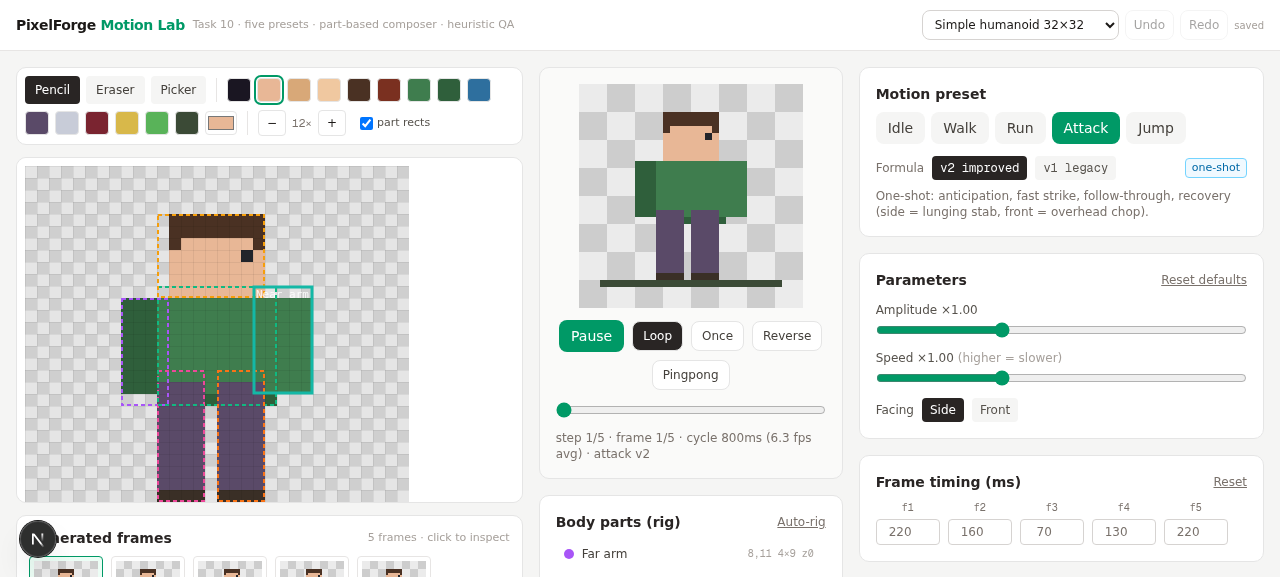 PixelForge Motion Lab Task 10 · five presets · part-based composer · heuristic QA
Simple humanoid 32×32 Undo Redo saved
Pencil Eraser Picker
− 12× + part rects
Pause Loop Once Reverse
Pingpong
step 1/5 · frame 1/5 · cycle 800ms (6.3 fps
avg) · attack v2
Motion preset
Idle Walk Run Attack Jump
Formula v2 improved v1 legacy one-shot
One-shot: anticipation, fast strike, follow-through, recovery
(side = lunging stab, front = overhead chop).
Parameters Reset defaults
Amplitude ×1.00
Speed ×1.00 (higher = slower)
Facing Side Front
Frame timing (ms) Reset
f1 f2 f3 f4 f5
220 160 70 130 220
Body parts (rig) Auto-rig
Far arm 8,11 4×9 z0
N
frames 5 frames · click to inspect